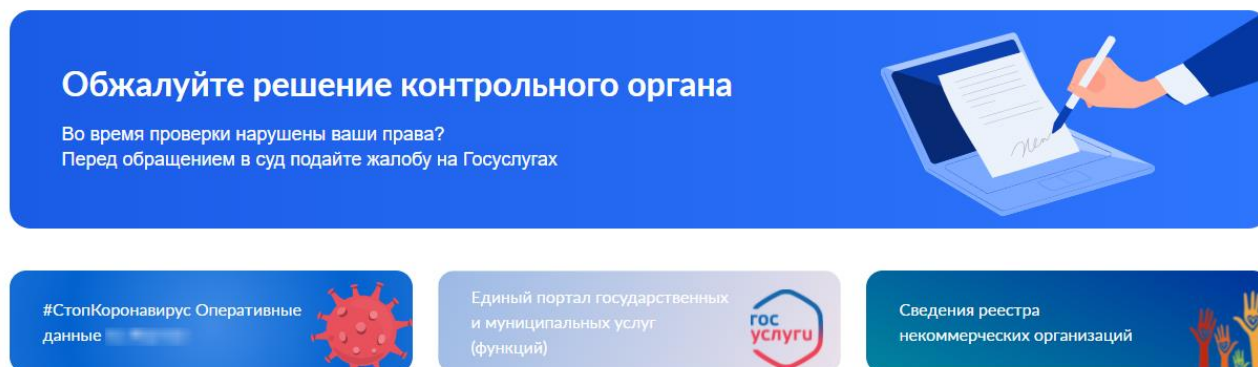 Обжалуйте решение контрольного органа
Во время проверки нарушены ваши права?
Перед обращением в суд подайте жалобу на Госуслугах
#СтопКоронавирус Оперативные
данные
Единый портал государственных
и муниципальных услуг
(функций)
гос
услуги
Сведения реестра
некоммерческих организаций